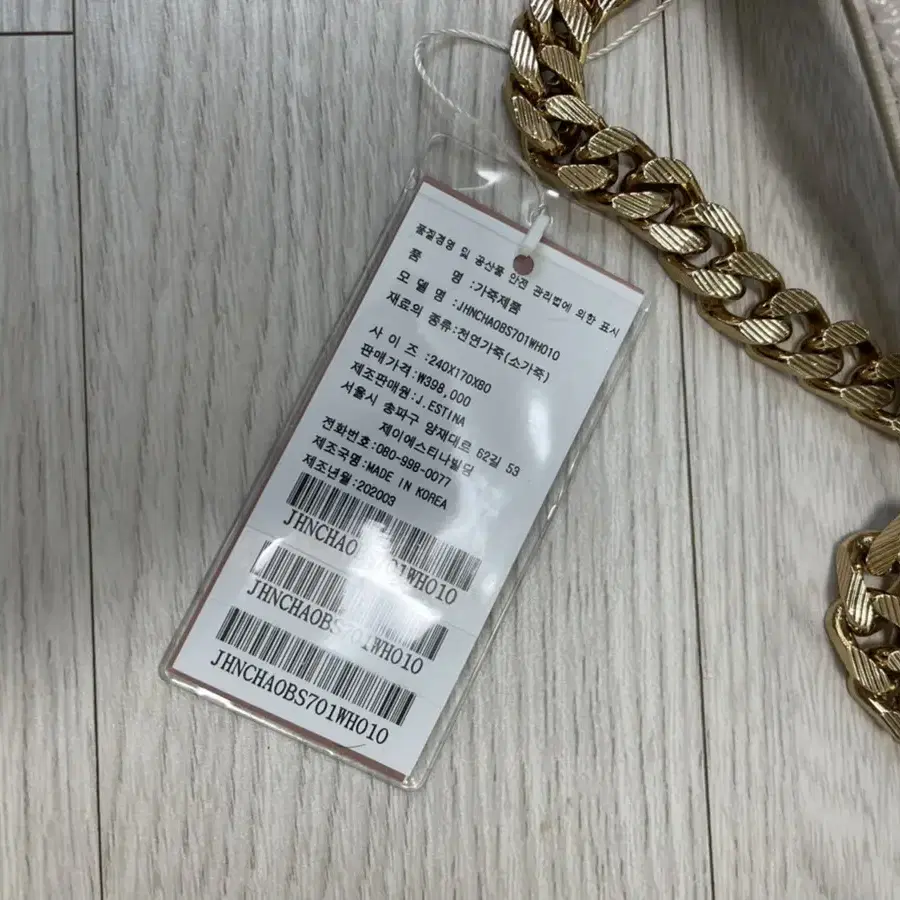 품질경영 및 공산품 안전 관리법에 의한 표시
품 명 :가죽제품
모 델 명 :JHNCHA0BS701WH010
재료의 종류:천연가죽(소가죽)
사 이 즈 :240X170X80
판매가격:₩398,000
제조판매원:J.ESTINA
서울시 송파구 양재대로 62길 53
제이에스티나빌딩
전화번호:080-998-0077
제조국명:MADE IN KOREA
제조년월:202003
JHNCHA0 701WH010
JHNCHA0BS701WH010
JHNCHA0BS701WH010